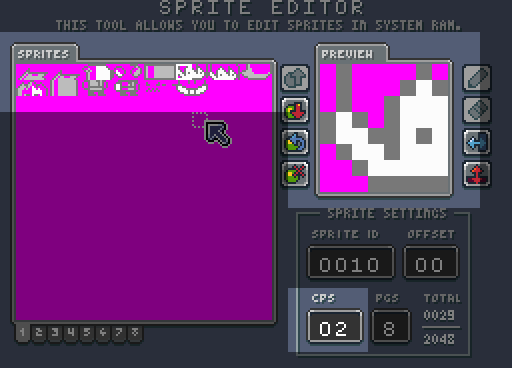 SPRITE EDITOR
THIS TOOL ALLOWS YOU TO EDIT SPRITES IN SYSTEM RAM.
SPRITES
PREVIEW
SPRITE SETTINGS
SPRITE ID OFFSET
0010 00
CPS PGS TOTAL
02 8 0029
2048
1 2 3 4 5 6 7 8